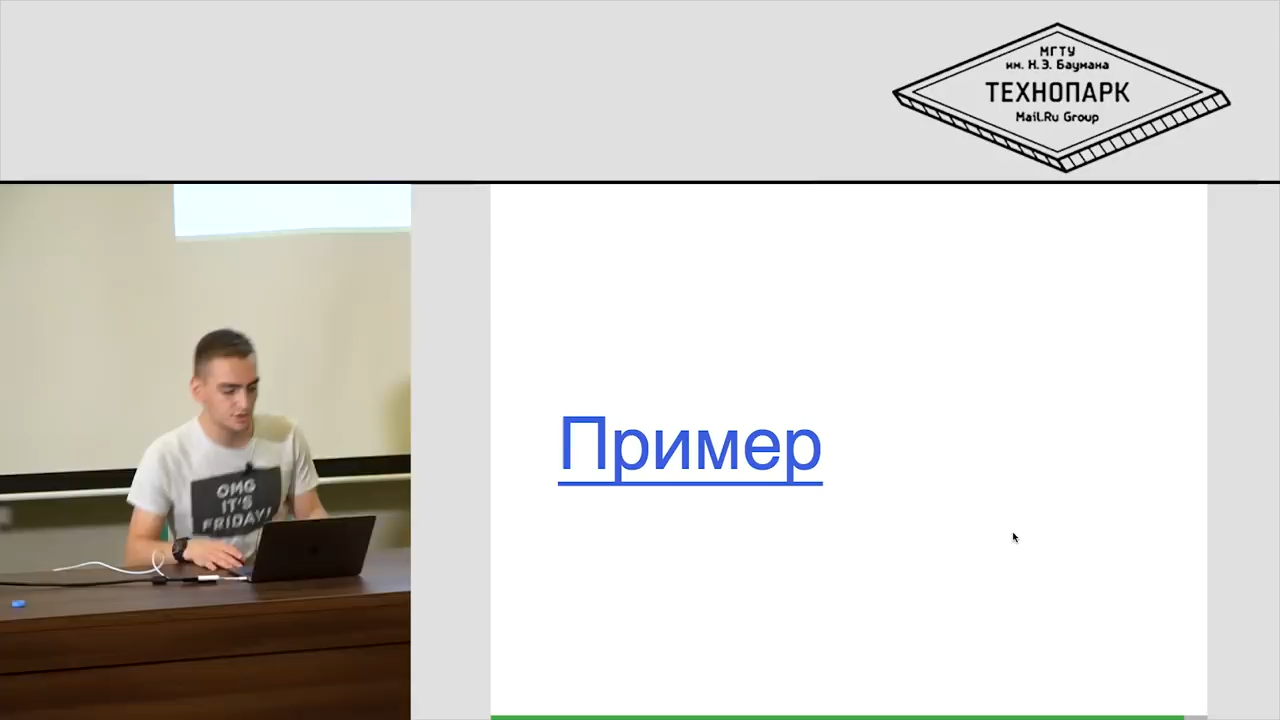 МГТУ
им. Н.Э. Баумана
ТЕХНОПАРК
Mail.Ru Group
Пример
OMG
IT'S
FRIDAY!